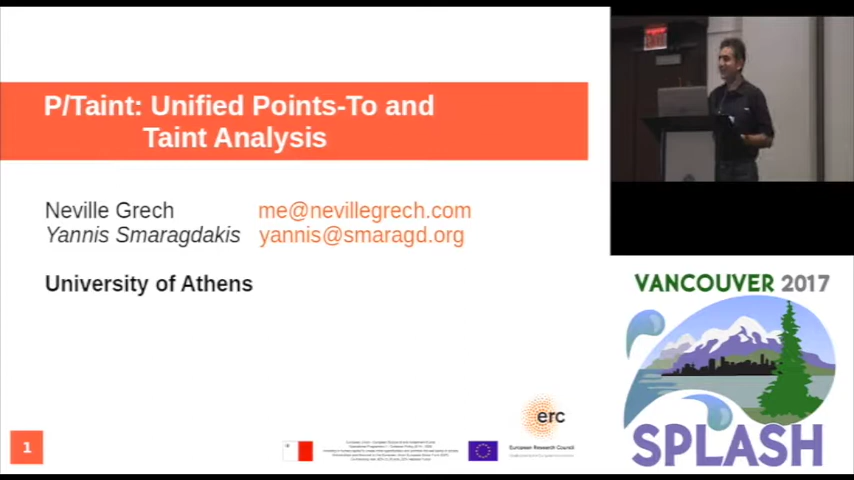 P/Taint: Unified Points-To and
Taint Analysis
Neville Grech me@nevillegrech.com
Yannis Smaragdakis yannis@smaragd.org
University of Athens
1
erc
European Research Council
EXIT
VANCOUVER 2017
SPLASH